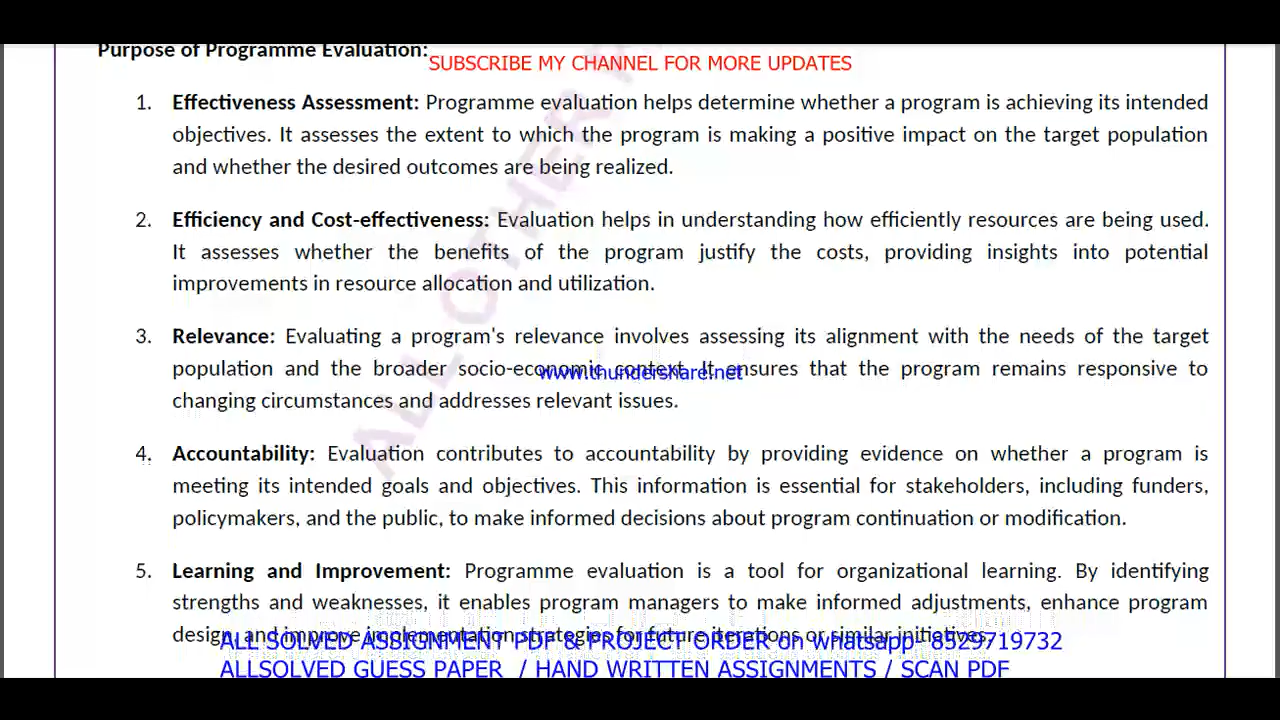 Purpose of Programme Evaluation:
SUBSCRIBE MY CHANNEL FOR MORE UPDATES
1. Effectiveness Assessment: Programme evaluation helps determine whether a program is achieving its intended
objectives. It assesses the extent to which the program is making a positive impact on the target population
and whether the desired outcomes are being realized.
2. Efficiency and Cost-effectiveness: Evaluation helps in understanding how efficiently resources are being used.
It assesses whether the benefits of the program justify the costs, providing insights into potential
improvements in resource allocation and utilization.
3. Relevance: Evaluating a program's relevance involves assessing its alignment with the needs of the target
population and the broader socio-economic context. It ensures that the program remains responsive to
www.thundershare.net
changing circumstances and addresses relevant issues.
4. Accountability: Evaluation contributes to accountability by providing evidence on whether a program is
meeting its intended goals and objectives. This information is essential for stakeholders, including funders,
policymakers, and the public, to make informed decisions about program continuation or modification.
5. Learning and Improvement: Programme evaluation is a tool for organizational learning. By identifying
strengths and weaknesses, it enables program managers to make informed adjustments, enhance program
design, and improve implementation strategies for future iterations or similar initiatives.
ALL SOLVED ASSIGNMENT PDF & PROJECT ORDER on whatsapp- 8529719732
ALLSOLVED GUESS PAPER / HAND WRITTEN ASSIGNMENTS / SCAN PDF
ALL OTHER